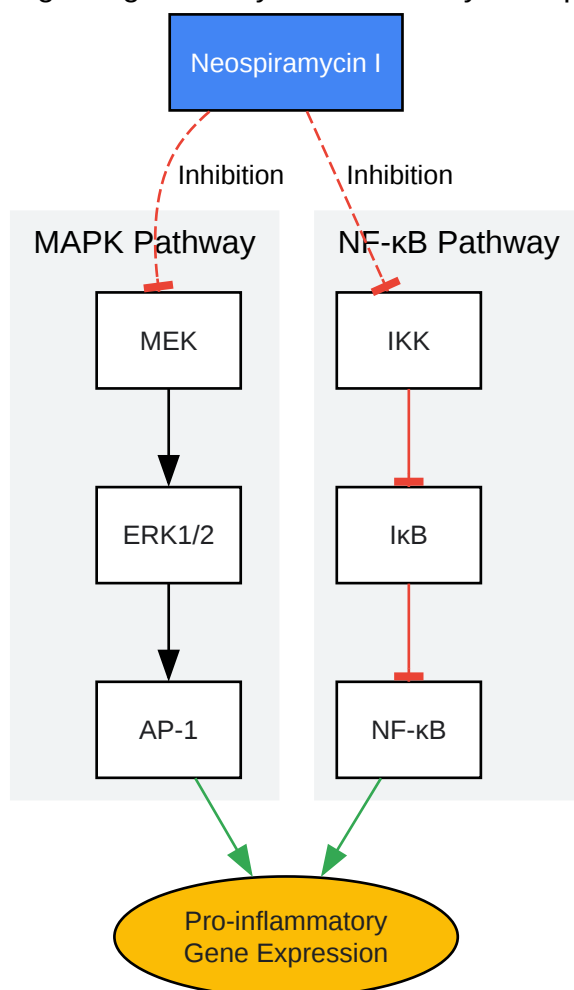 Neospiramycin I
Inhibition
Inhibition
MAPK Pathway
NF-κB Pathway
MEK
IKK
ERK1/2
IκB
AP-1
NF-κB
Pro-inflammatory
Gene Expression